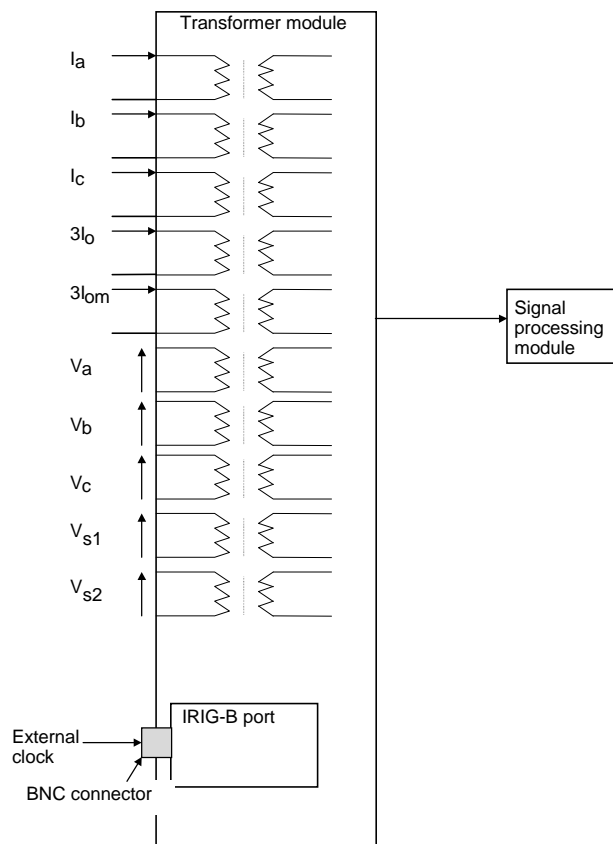 Transformer module
Ia
Ib
Ic
3Io
3Iom
Va
Vb
Vc
Vs1
Vs2
Signal
processing
module
IRIG-B port
External
clock
BNC connector